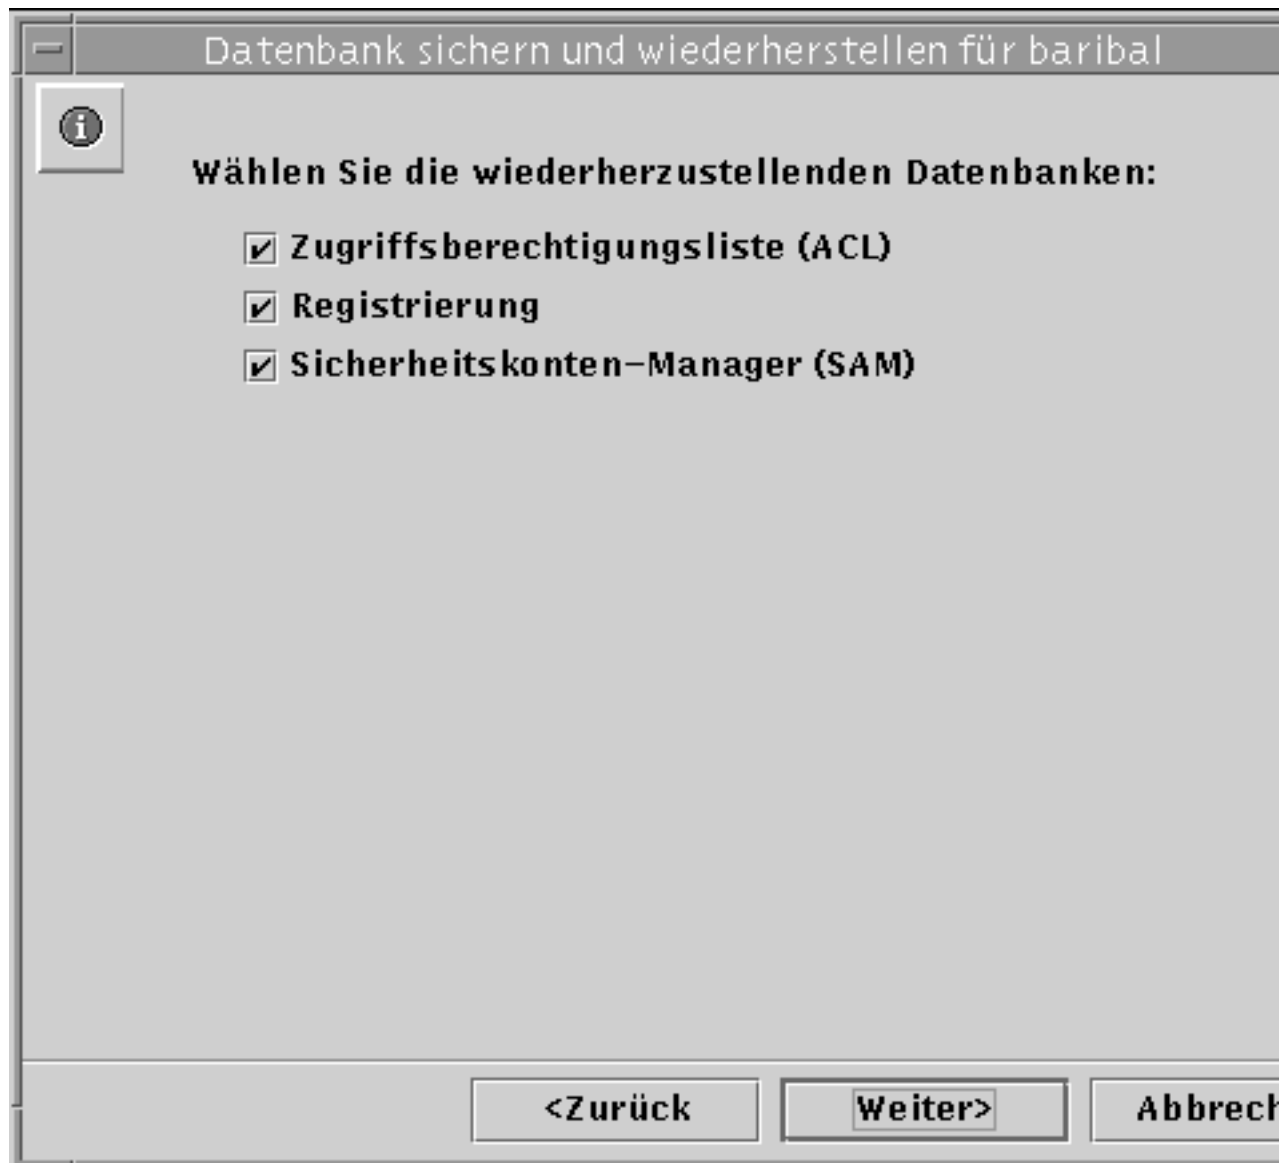 Datenbank sichern und wiederherstellen für baribal
Wählen Sie die wiederherzustellenden Datenbanken:
Zugriffsberechtigungsliste (ACL)
Registrierung
Sicherheitskonten-Manager (SAM)
<Zurück
Weiter>
Abbrech